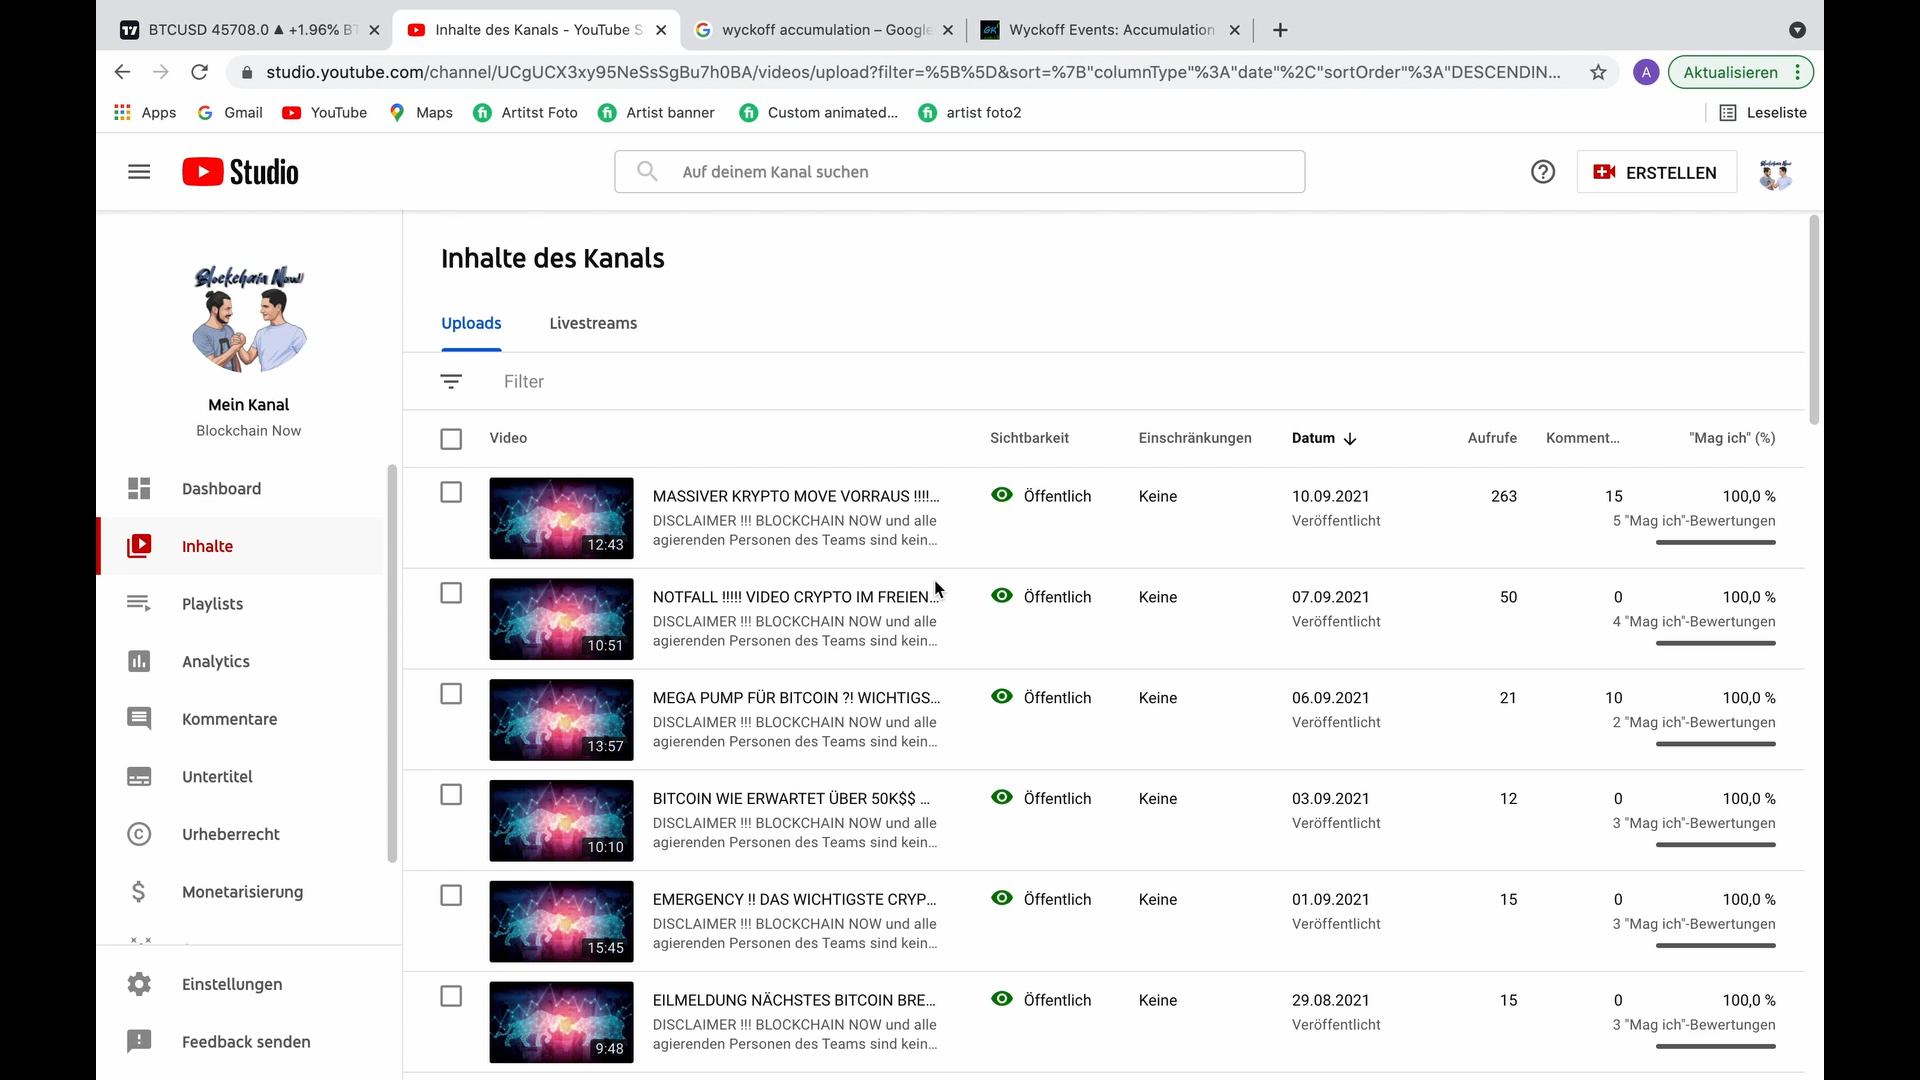 BTCUSD 45708.0 ▲ +1.96%
Inhalte des Kanals - YouTube S
wyckoff accumulation – Google
Wyckoff Events: Accumulation
studio.youtube.com/channel/UCgUCX3xy95NeSsSgBu7h0BA/videos/upload?filter=%5B%5D&sort=%7B"columnType"%3A"date"%2C"sortOrder"%3A"DESCENDIN...
A
Aktualisieren
Apps
Gmail
YouTube
Maps
Artitst Foto
Artist banner
Custom animated...
artist foto2
Leseliste
Studio
Auf deinem Kanal suchen
ERSTELLEN
Blockchain Now
Mein Kanal
Blockchain Now
Dashboard
Inhalte
Playlists
Analytics
Kommentare
Untertitel
Urheberrecht
Monetarisierung
Einstellungen
Feedback senden
Inhalte des Kanals
Uploads
Livestreams
Filter
Video Sichtbarkeit Einschränkungen Datum Aufrufe Komment... "Mag ich" (%)
MASSIVER KRYPTO MOVE VORRAUS !!!!... Öffentlich Keine 10.09.2021 263 15 100,0 %
DISCLAIMER !!! BLOCKCHAIN NOW und alle Veröffentlicht 5 "Mag ich"-Bewertungen
agierenden Personen des Teams sind kein...
12:43
NOTFALL !!!!! VIDEO CRYPTO IM FREIEN... Öffentlich Keine 07.09.2021 50 0 100,0 %
DISCLAIMER !!! BLOCKCHAIN NOW und alle Veröffentlicht 4 "Mag ich"-Bewertungen
agierenden Personen des Teams sind kein...
10:51
MEGA PUMP FÜR BITCOIN ?! WICHTIGS... Öffentlich Keine 06.09.2021 21 10 100,0 %
DISCLAIMER !!! BLOCKCHAIN NOW und alle Veröffentlicht 2 "Mag ich"-Bewertungen
agierenden Personen des Teams sind kein...
13:57
BITCOIN WIE ERWARTET ÜBER 50K$$ ... Öffentlich Keine 03.09.2021 12 0 100,0 %
DISCLAIMER !!! BLOCKCHAIN NOW und alle Veröffentlicht 3 "Mag ich"-Bewertungen
agierenden Personen des Teams sind kein...
10:10
EMERGENCY !! DAS WICHTIGSTE CRYP... Öffentlich Keine 01.09.2021 15 0 100,0 %
DISCLAIMER !!! BLOCKCHAIN NOW und alle Veröffentlicht 3 "Mag ich"-Bewertungen
agierenden Personen des Teams sind kein...
15:45
EILMELDUNG NÄCHSTES BITCOIN BRE... Öffentlich Keine 29.08.2021 15 0 100,0 %
DISCLAIMER !!! BLOCKCHAIN NOW und alle Veröffentlicht 3 "Mag ich"-Bewertungen
agierenden Personen des Teams sind kein...
9:48